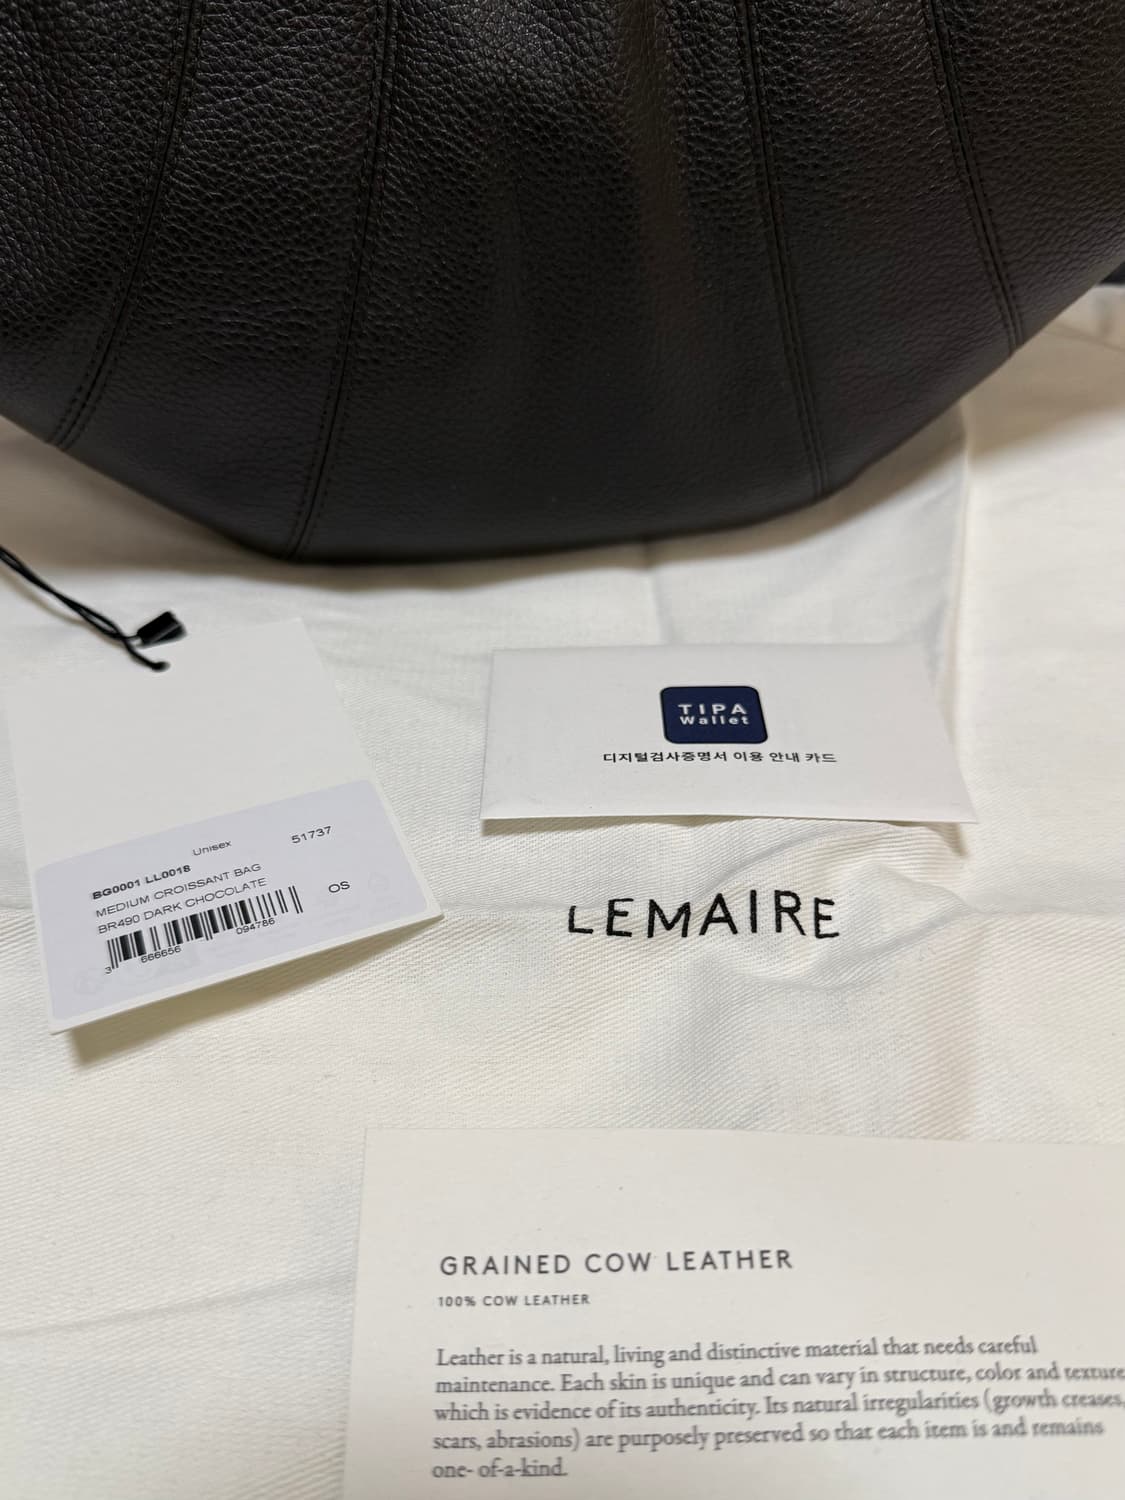 Unisex 51737
BG0001 LL0018
MEDIUM CROISSANT BAG
BR490 DARK CHOCOLATE OS
3 666656 094786
TIPA
Wallet
디지털검사증명서 이용 안내 카드
LEMAIRE
GRAINED COW LEATHER
100% COW LEATHER
Leather is a natural, living and distinctive material that needs careful
maintenance. Each skin is unique and can vary in structure, color and texture
which is evidence of its authenticity. Its natural irregularities (growth creases,
scars, abrasions) are purposely preserved so that each item is and remains
one- of-a-kind.